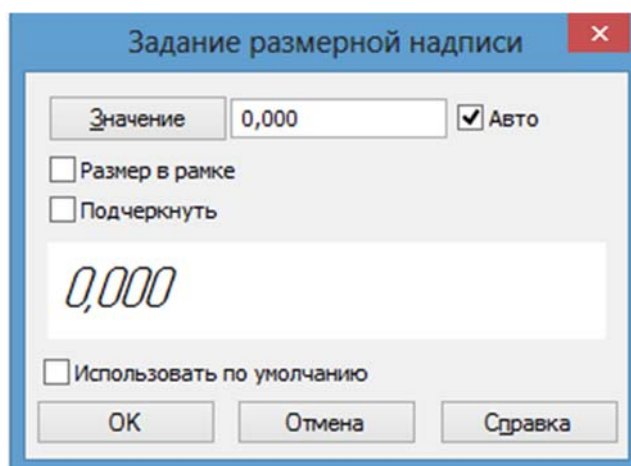 Задание размерной надписи
Значение 0,000 Авто
Размер в рамке
Подчеркнуть
0,000
Использовать по умолчанию
OK Отмена Справка